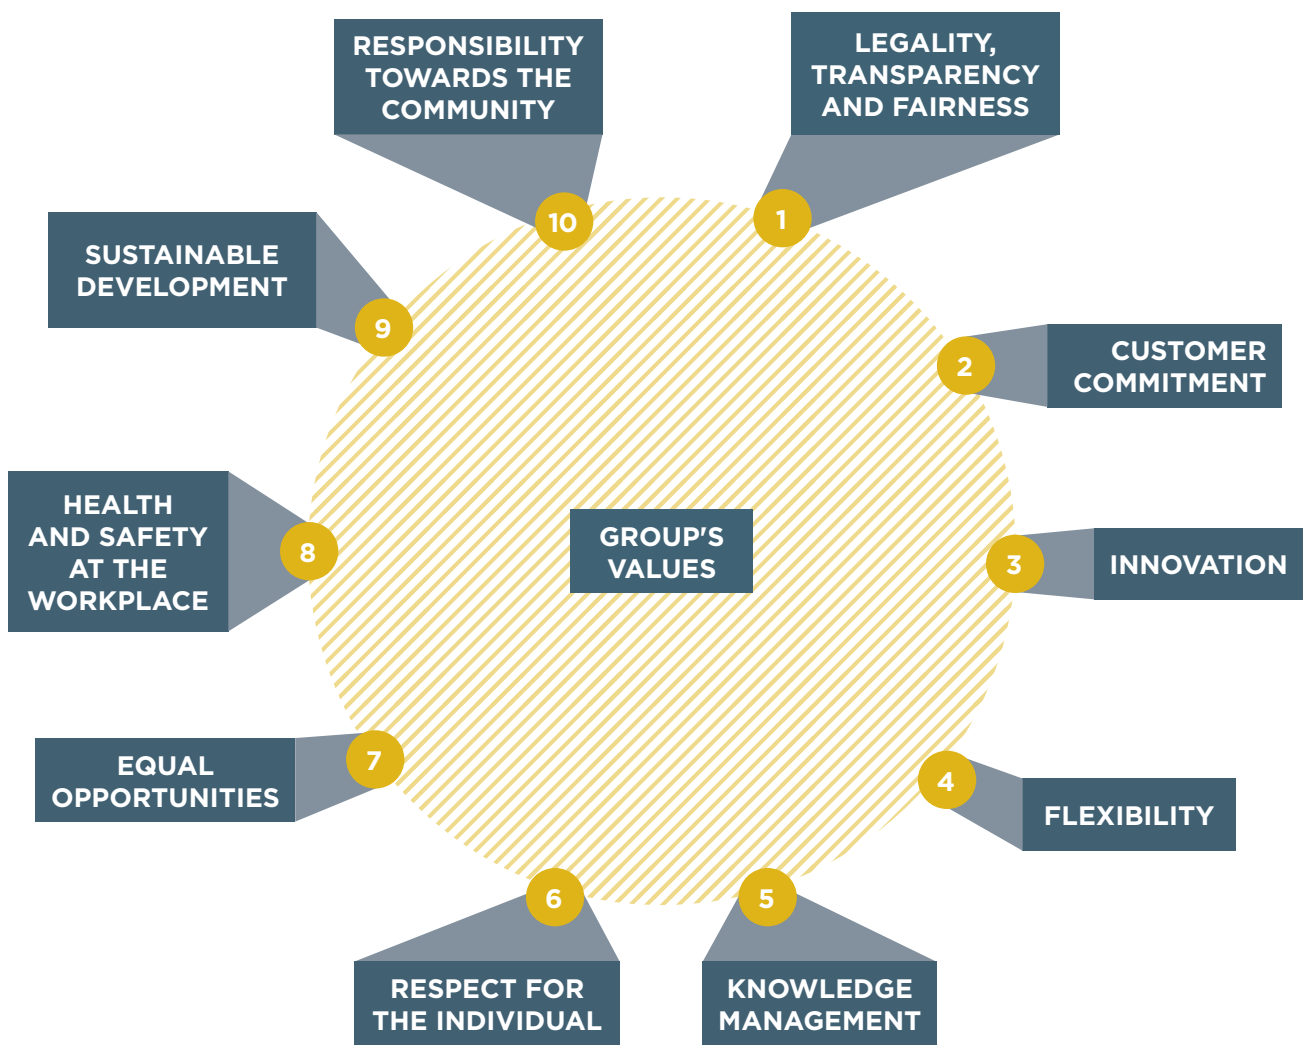 LEGALITY,
TRANSPARENCY
AND FAIRNESS
1
CUSTOMER
COMMITMENT
2
INNOVATION
3
FLEXIBILITY
4
KNOWLEDGE
MANAGEMENT
5
RESPECT FOR
THE INDIVIDUAL
6
EQUAL
OPPORTUNITIES
7
HEALTH
AND SAFETY
AT THE
WORKPLACE
8
SUSTAINABLE
DEVELOPMENT
9
RESPONSIBILITY
TOWARDS THE
COMMUNITY
10
GROUP'S
VALUES